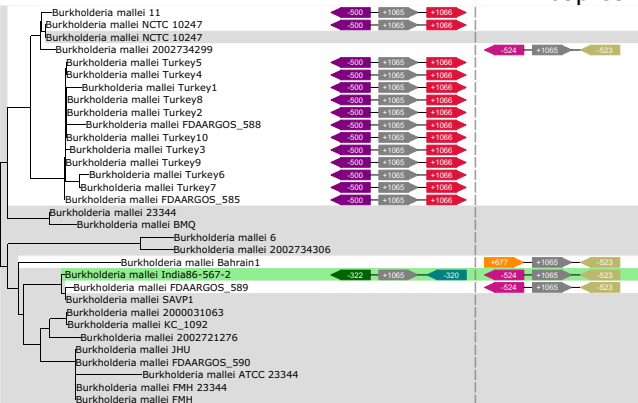 Burkholderia mallei 11 -500 +1065 +1066
Burkholderia mallei NCTC 10247 -500 +1065 +1066
Burkholderia mallei NCTC 10247
Burkholderia mallei 2002734299 -524 +1065 -523
Burkholderia mallei Turkey5 -500 +1065 +1066
Burkholderia mallei Turkey4 -500 +1065 +1066
Burkholderia mallei Turkey1 -500 +1065 +1066
Burkholderia mallei Turkey8 -500 +1065 +1066
Burkholderia mallei Turkey2 -500 +1065 +1066
Burkholderia mallei FDAARGOS_588 -500 +1065 +1066
Burkholderia mallei Turkey10 -500 +1065 +1066
Burkholderia mallei Turkey3 -500 +1065 +1066
Burkholderia mallei Turkey9 -500 +1065 +1066
Burkholderia mallei Turkey6 -500 +1065 +1066
Burkholderia mallei Turkey7 -500 +1065 +1066
Burkholderia mallei FDAARGOS_585 -500 +1065 +1066
Burkholderia mallei 23344
Burkholderia mallei BMQ
Burkholderia mallei 6
Burkholderia mallei 2002734306
Burkholderia mallei Bahrain1 +677 +1065 -523
Burkholderia mallei India86-567-2 -322 +1065 -320 -524 +1065 -523
Burkholderia mallei FDAARGOS_589 -524 +1065 -523
Burkholderia mallei SAVP1
Burkholderia mallei 2000031063
Burkholderia mallei KC_1092
Burkholderia mallei 2002721276
Burkholderia mallei JHU
Burkholderia mallei FDAARGOS_590
Burkholderia mallei ATCC 23344
Burkholderia mallei FMH 23344
Burkholderia mallei FMH